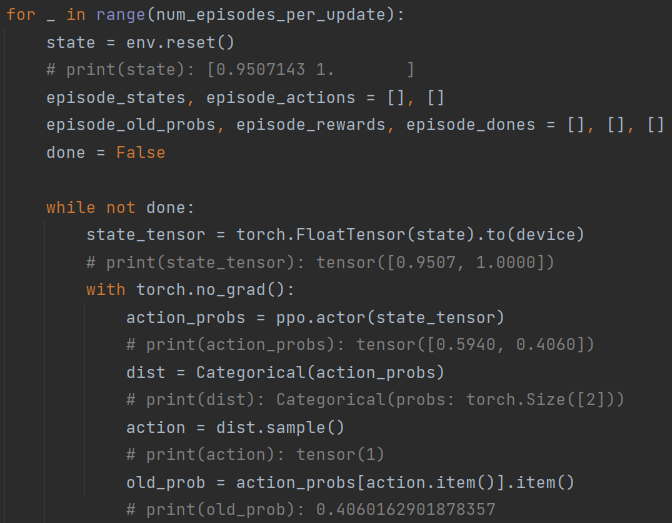 for _ in range(num_episodes_per_update):
    state = env.reset()
    # print(state): [0.9507143 1.       ]
    episode_states, episode_actions = [], []
    episode_old_probs, episode_rewards, episode_dones = [], [], []
    done = False
    while not done:
        state_tensor = torch.FloatTensor(state).to(device)
        # print(state_tensor): tensor([0.9507, 1.0000])
        with torch.no_grad():
            action_probs = ppo.actor(state_tensor)
            # print(action_probs): tensor([0.5940, 0.4060])
            dist = Categorical(action_probs)
            # print(dist): Categorical(probs: torch.Size([2]))
            action = dist.sample()
            # print(action): tensor(1)
            old_prob = action_probs[action.item()].item()
            # print(old_prob): 0.4060162901878357